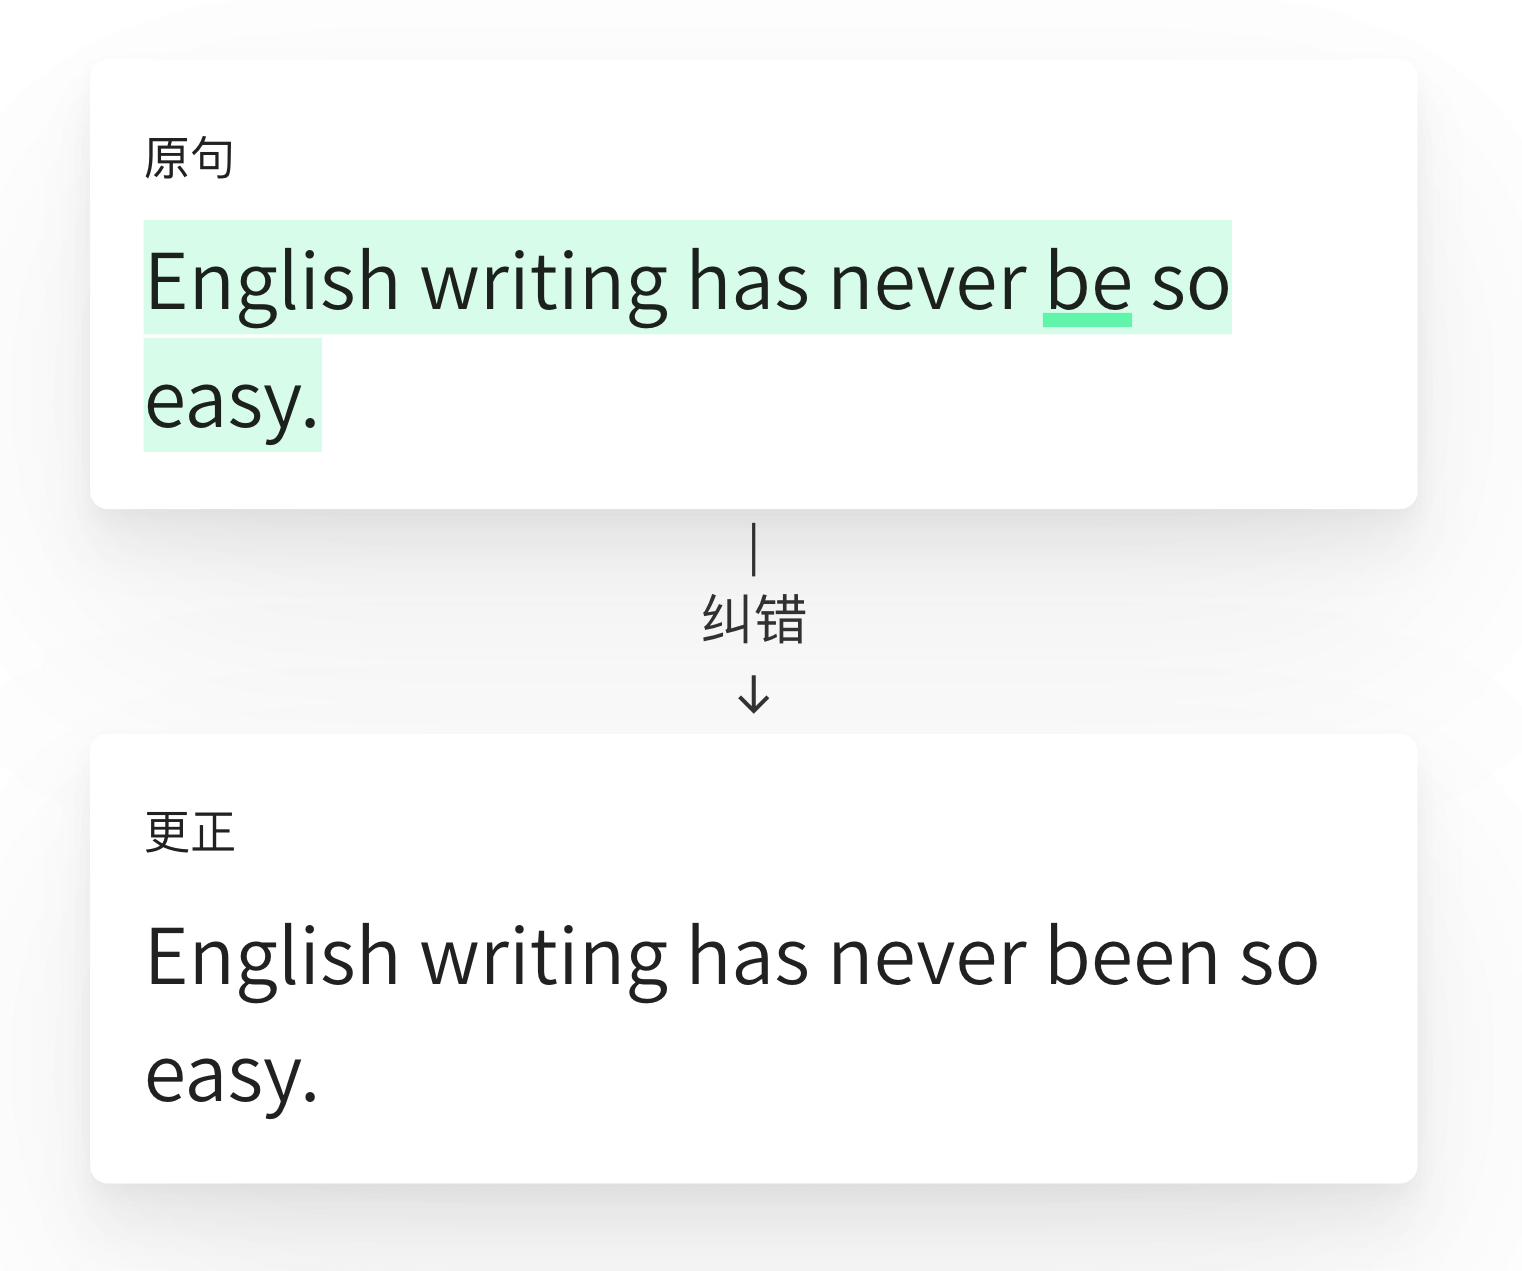 原句
English writing has never be so
easy.
纠错
更正
English writing has never been so
easy.